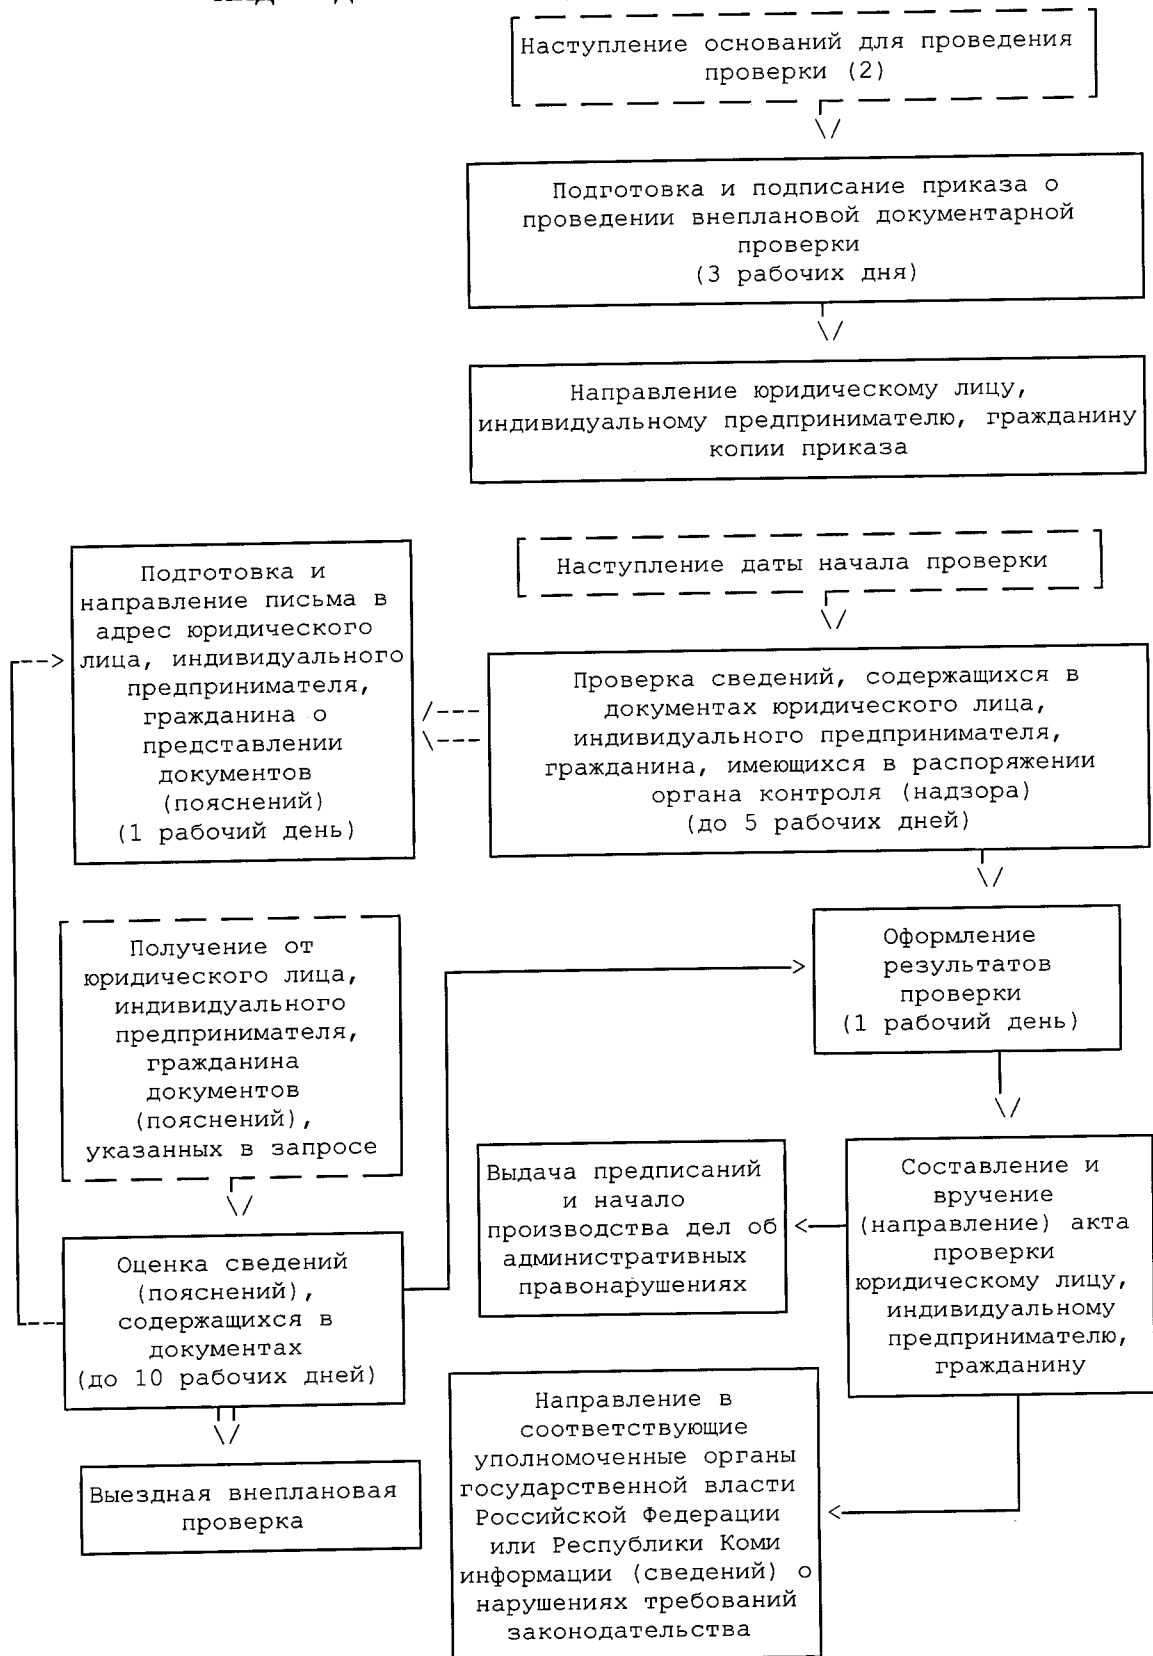 Наступление оснований для проведения
проверки (2)
Подготовка и подписание приказа о
проведении внеплановой документарной
проверки
(3 рабочих дня)
Направление юридическому лицу,
индивидуальному предпринимателю, гражданину
копии приказа
Наступление даты начала проверки
Подготовка и
направление письма в
адрес юридического
лица, индивидуального
предпринимателя,
гражданина о
представлении
документов
(пояснений)
(1 рабочий день)
Проверка сведений, содержащихся в
документах юридического лица,
индивидуального предпринимателя,
гражданина, имеющихся в распоряжении
органа контроля (надзора)
(до 5 рабочих дней)
Получение от
юридического лица,
индивидуального
предпринимателя,
гражданина
документов
(пояснений),
указанных в запросе
Оформление
результатов
проверки
(1 рабочий день)
Выдача предписаний
и начало
производства дел об
административных
правонарушениях
Составление и
вручение
(направление) акта
проверки
юридическому лицу,
индивидуальному
предпринимателю,
гражданину
Оценка сведений
(пояснений),
содержащихся в
документах
(до 10 рабочих дней)
Выездная внеплановая
проверка
Направление в
соответствующие
уполномоченные органы
государственной власти
Российской Федерации
или Республики Коми
информации (сведений) о
нарушениях требований
законодательства